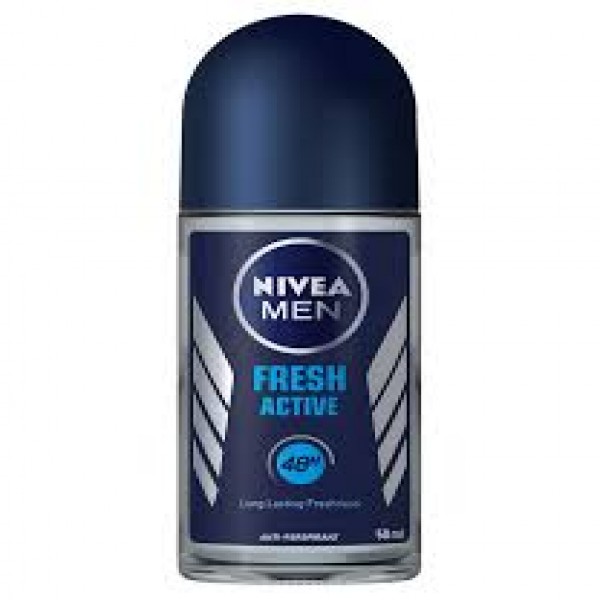 NIVEA
MEN
FRESH
ACTIVE
48H
Long Lasting Freshness
ANTI-PERSPIRANT
50 ml